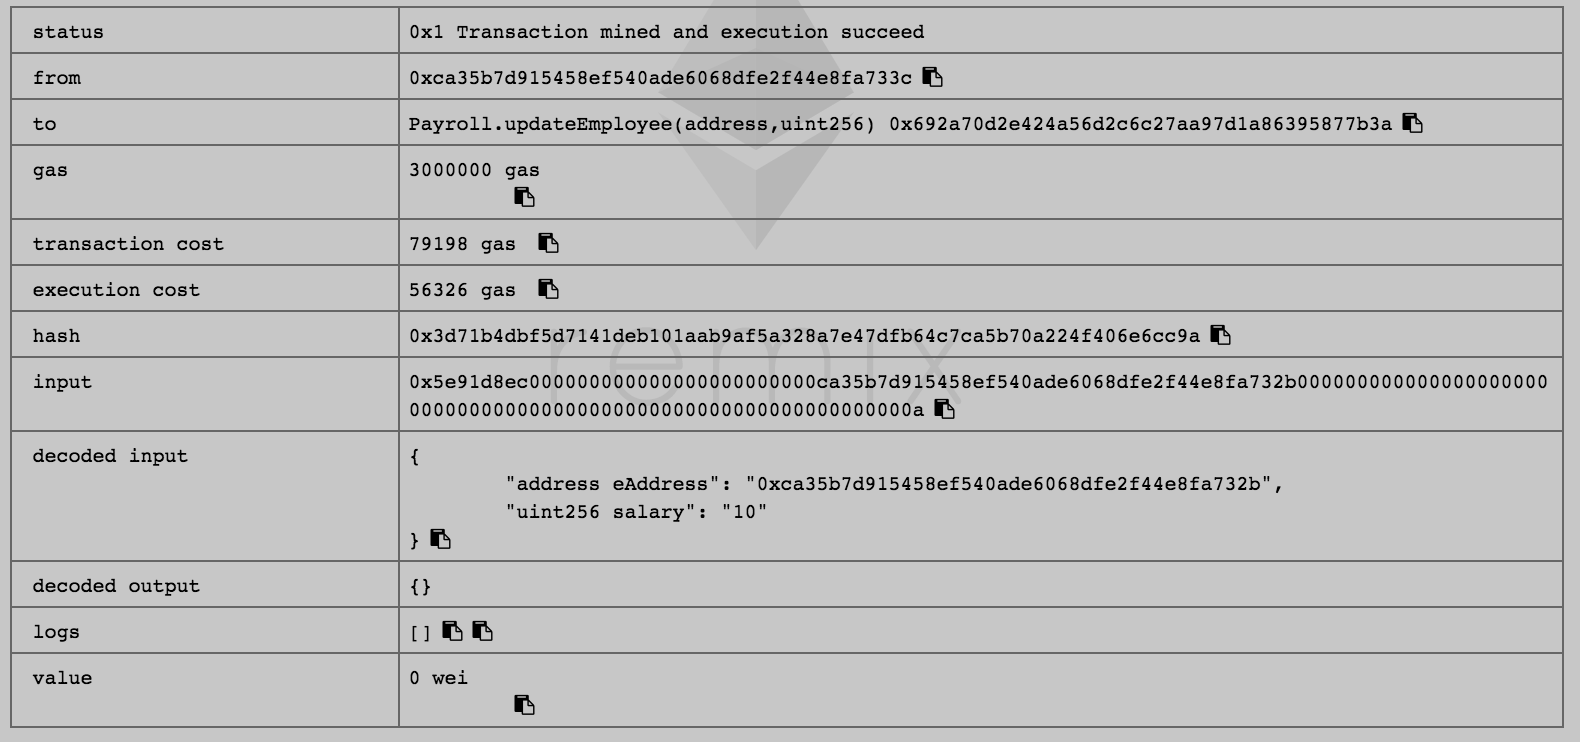 status 0x1 Transaction mined and execution succeed
from 0xca35b7d915458ef540ade6068dfe2f44e8fa733c
to Payroll.updateEmployee(address,uint256) 0x692a70d2e424a56d2c6c27aa97d1a86395877b3a
gas 3000000 gas
transaction cost 79198 gas
execution cost 56326 gas
hash 0x3d71b4dbf5d7141deb101aab9af5a328a7e47dfb64c7ca5b70a224f406e6cc9a
input 0x5e91d8ec000000000000000000000000ca35b7d915458ef540ade6068dfe2f44e8fa732b000000000000000000000
000000000000000000000000000000000000000000a
decoded input {
"address eAddress": "0xca35b7d915458ef540ade6068dfe2f44e8fa732b",
"uint256 salary": "10"
}
decoded output {}
logs []
value 0 wei
remix